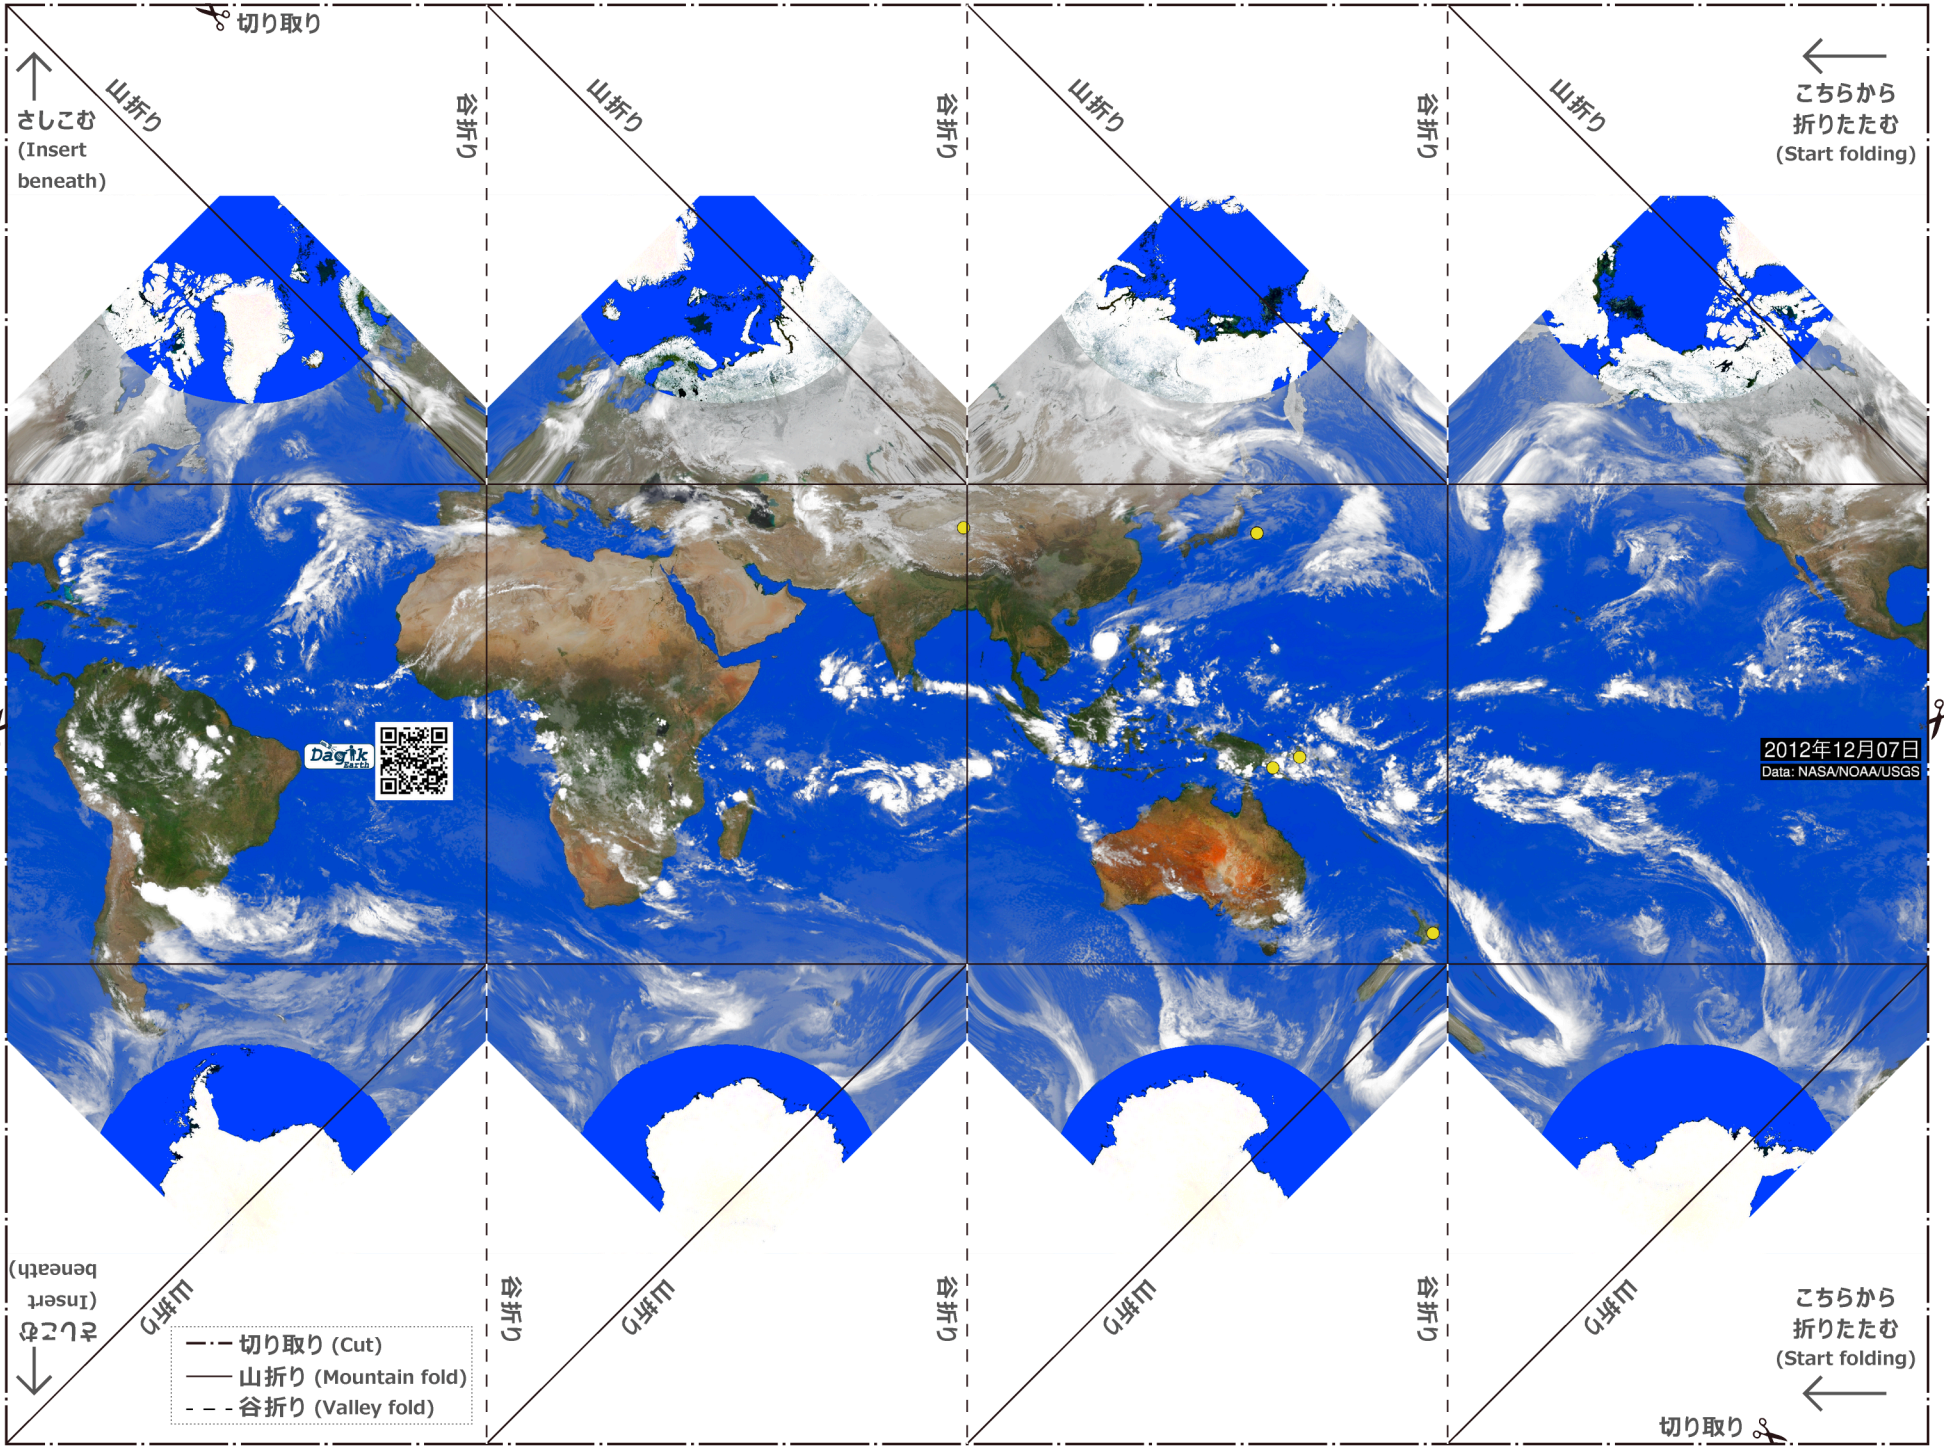 切り取り
山折り
谷折り
山折り
谷折り
山折り
谷折り
山折り
さしこむ
(Insert
beneath)
こちらから
折りたたむ
(Start folding)
Dagik
Earth
2012年12月07日
Data: NASA/NOAA/USGS
さしこむ
(Insert
beneath)
山折り
谷折り
山折り
谷折り
山折り
谷折り
山折り
切り取り (Cut)
山折り (Mountain fold)
谷折り (Valley fold)
こちらから
折りたたむ
(Start folding)
切り取り